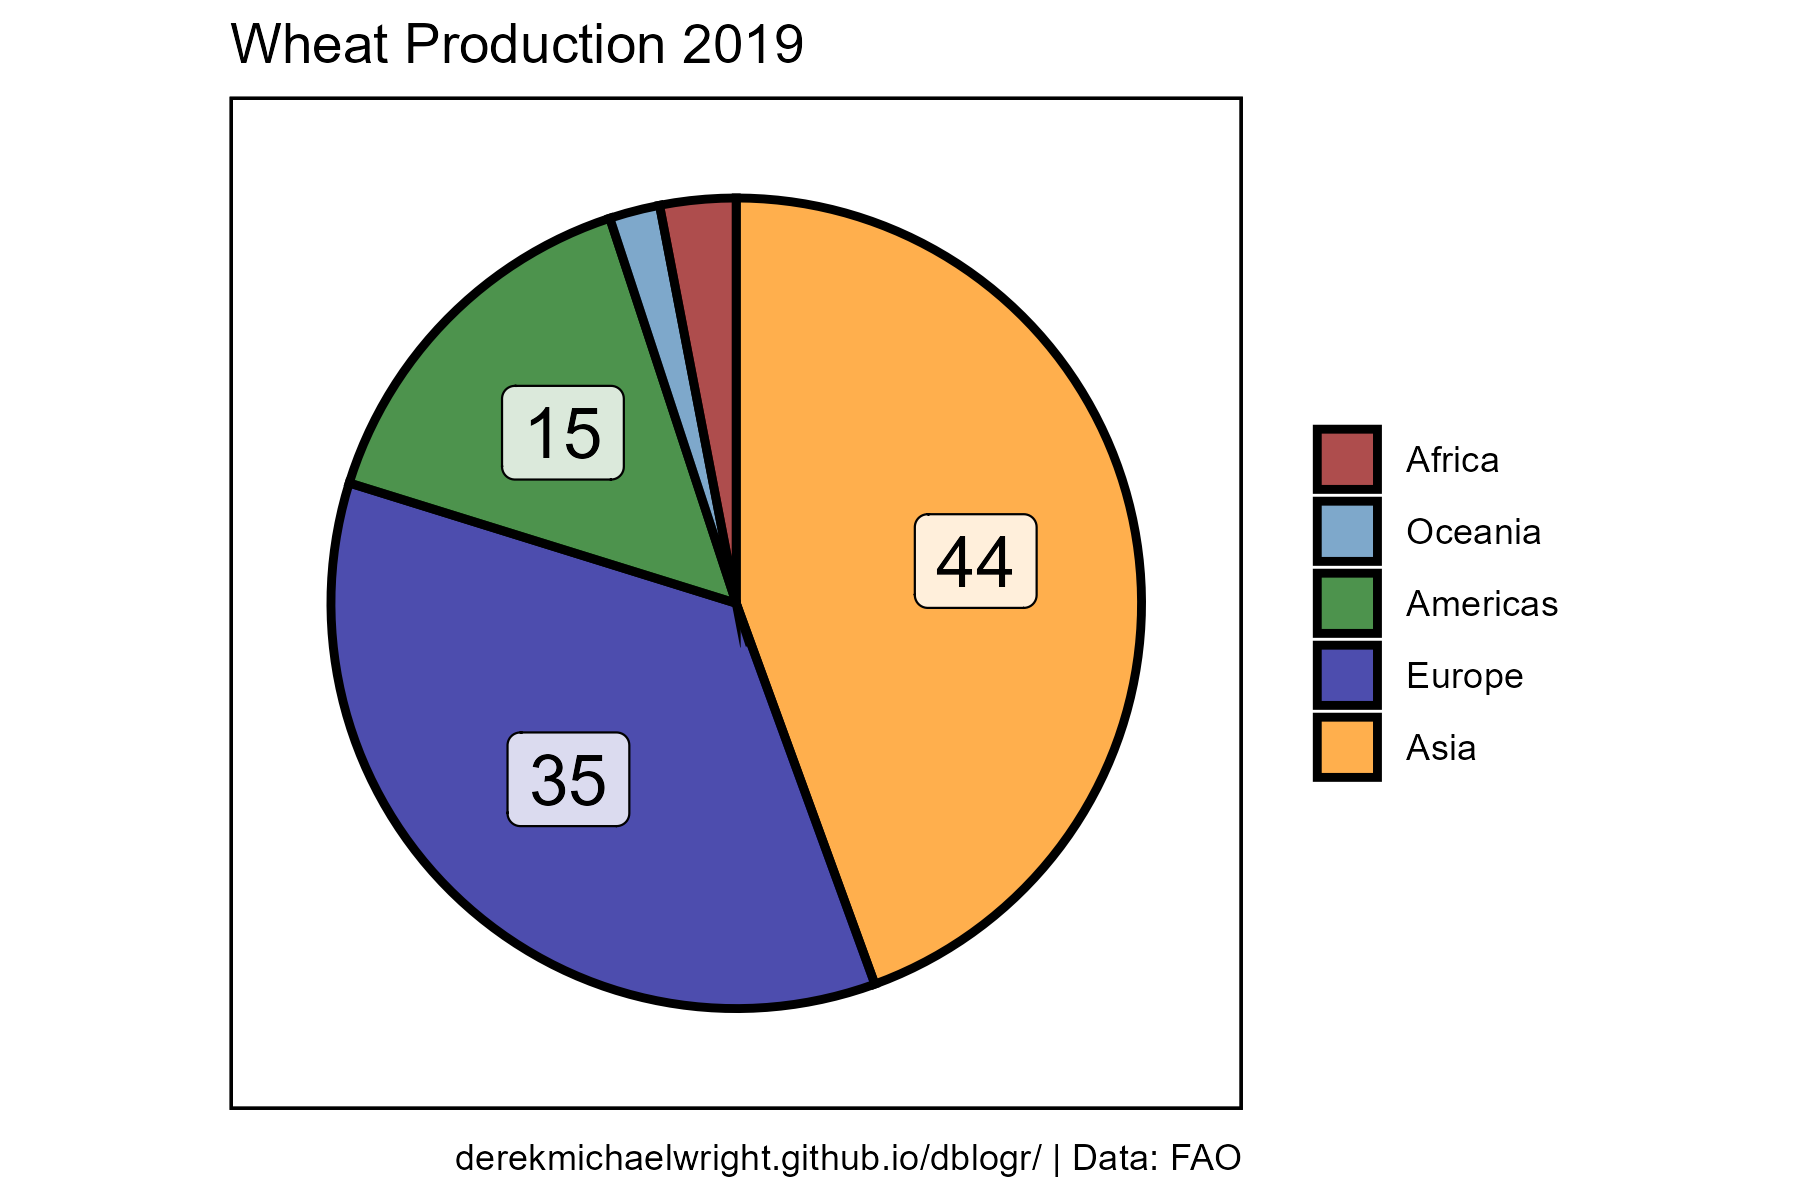 Wheat Production 2019
15
44
35
Africa
Oceania
Americas
Europe
Asia
derekmichaelwright.github.io/dblogr/ | Data: FAO